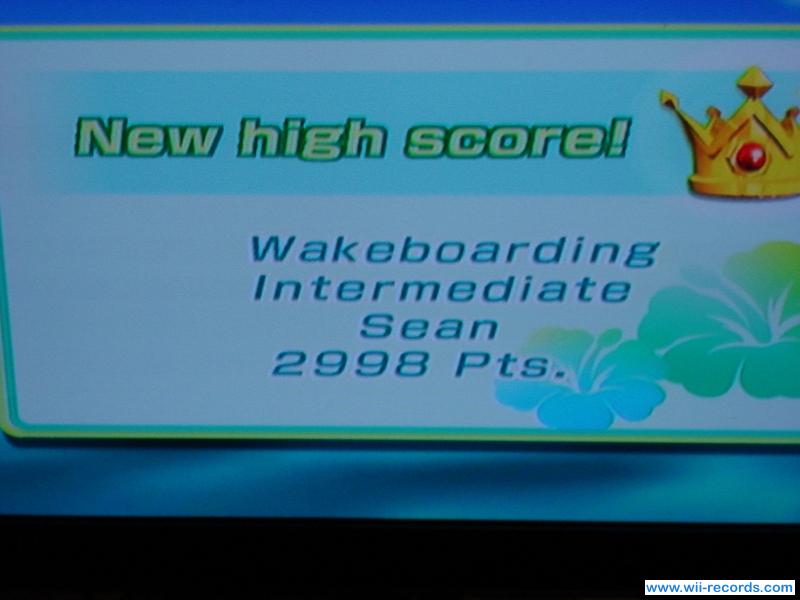 New high score!
Wakeboarding
Intermediate
Sean
2998 Pts.
www.wii-records.com